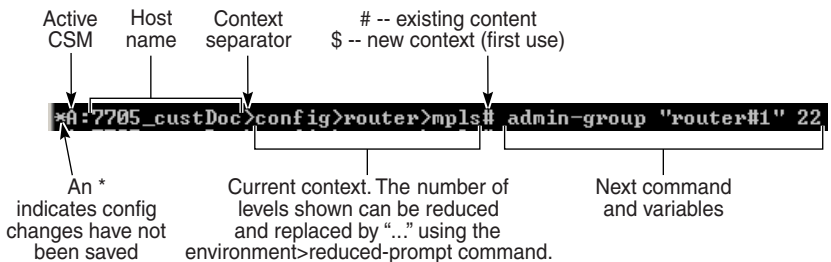 Active
CSM
Host
name
Context
separator
# -- existing content
$ -- new context (first use)
*A:7705_custDoc>config>router>mpls# admin-group "router#1" 22
An *
indicates config
changes have not
been saved
Current context. The number of
levels shown can be reduced
and replaced by “...” using the
environment>reduced-prompt command.
Next command
and variables